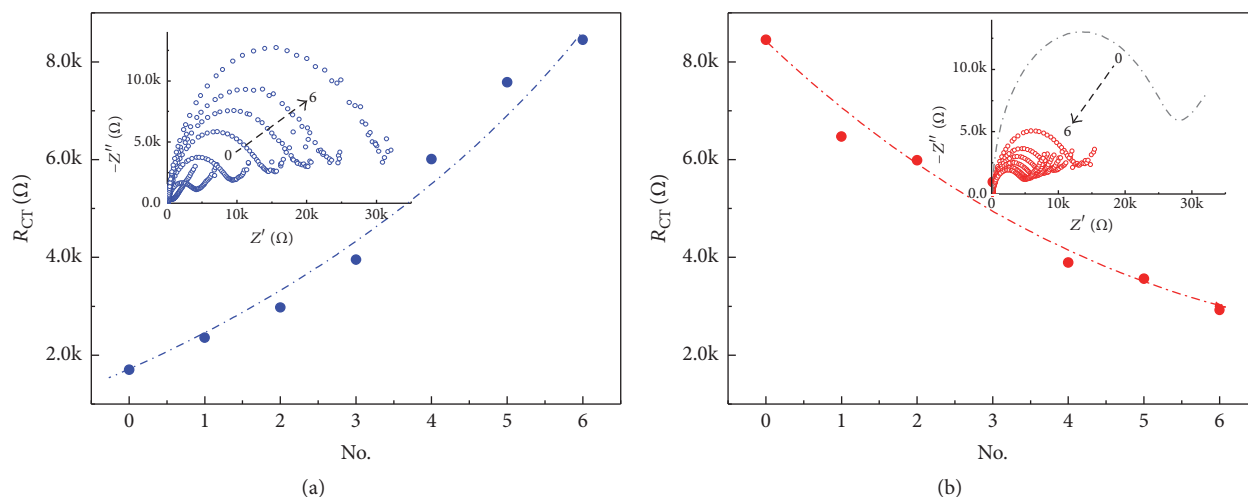 8.0k
6.0k
4.0k
2.0k
R_CT (Ω)
0 1 2 3 4 5 6
No.
10.0k
5.0k
0.0
−Z″ (Ω)
0 10k 20k 30k
Z′ (Ω)
0
6
(a)
8.0k
6.0k
4.0k
2.0k
R_CT (Ω)
0 1 2 3 4 5 6
No.
10.0k
5.0k
0.0
−Z″ (Ω)
0 10k 20k 30k
Z′ (Ω)
0
6
(b)